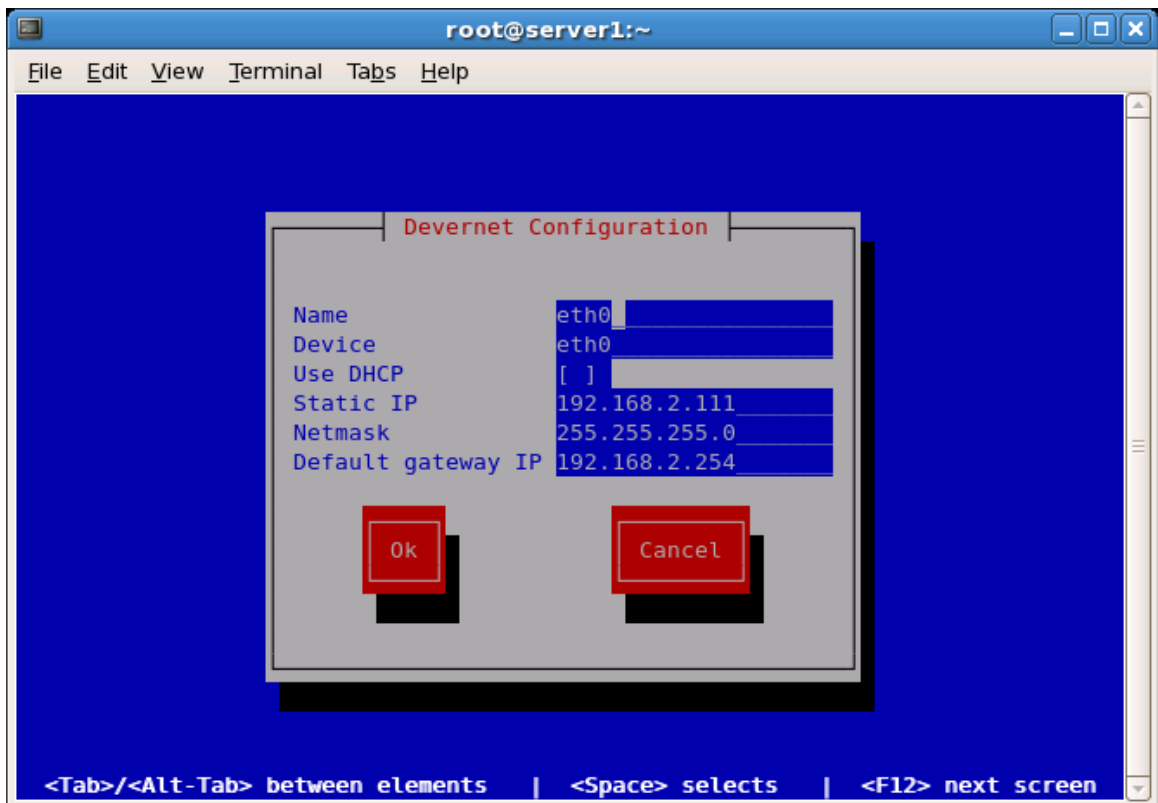 root@server1:~
File Edit View Terminal Tabs Help
Devernet Configuration
Name eth0
Device eth0
Use DHCP [ ]
Static IP 192.168.2.111
Netmask 255.255.255.0
Default gateway IP 192.168.2.254
Ok Cancel
<Tab>/<Alt-Tab> between elements | <Space> selects | <F12> next screen